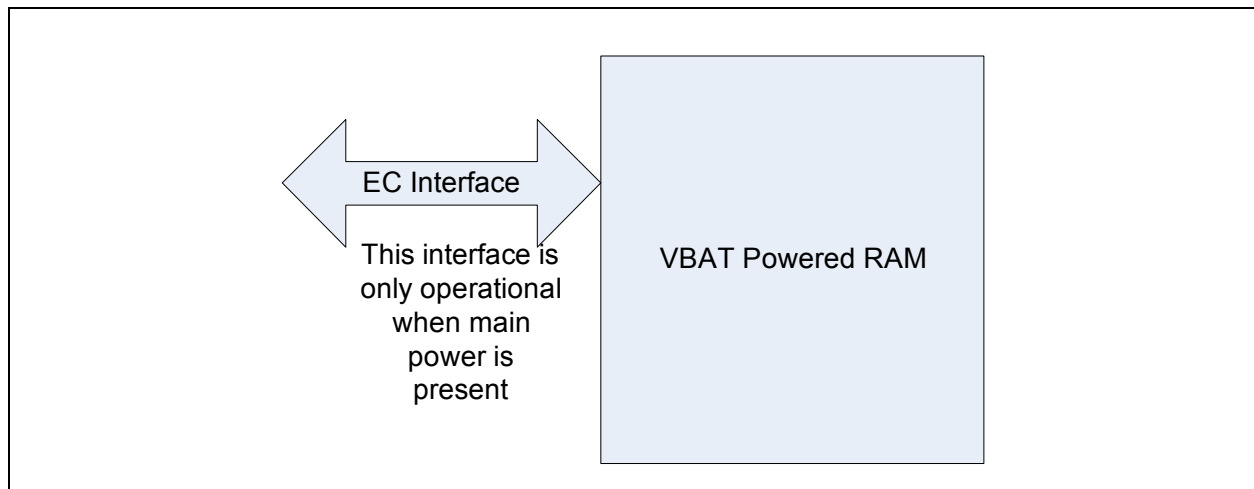 EC Interface
This interface is
only operational
when main
power is
present
VBAT Powered RAM